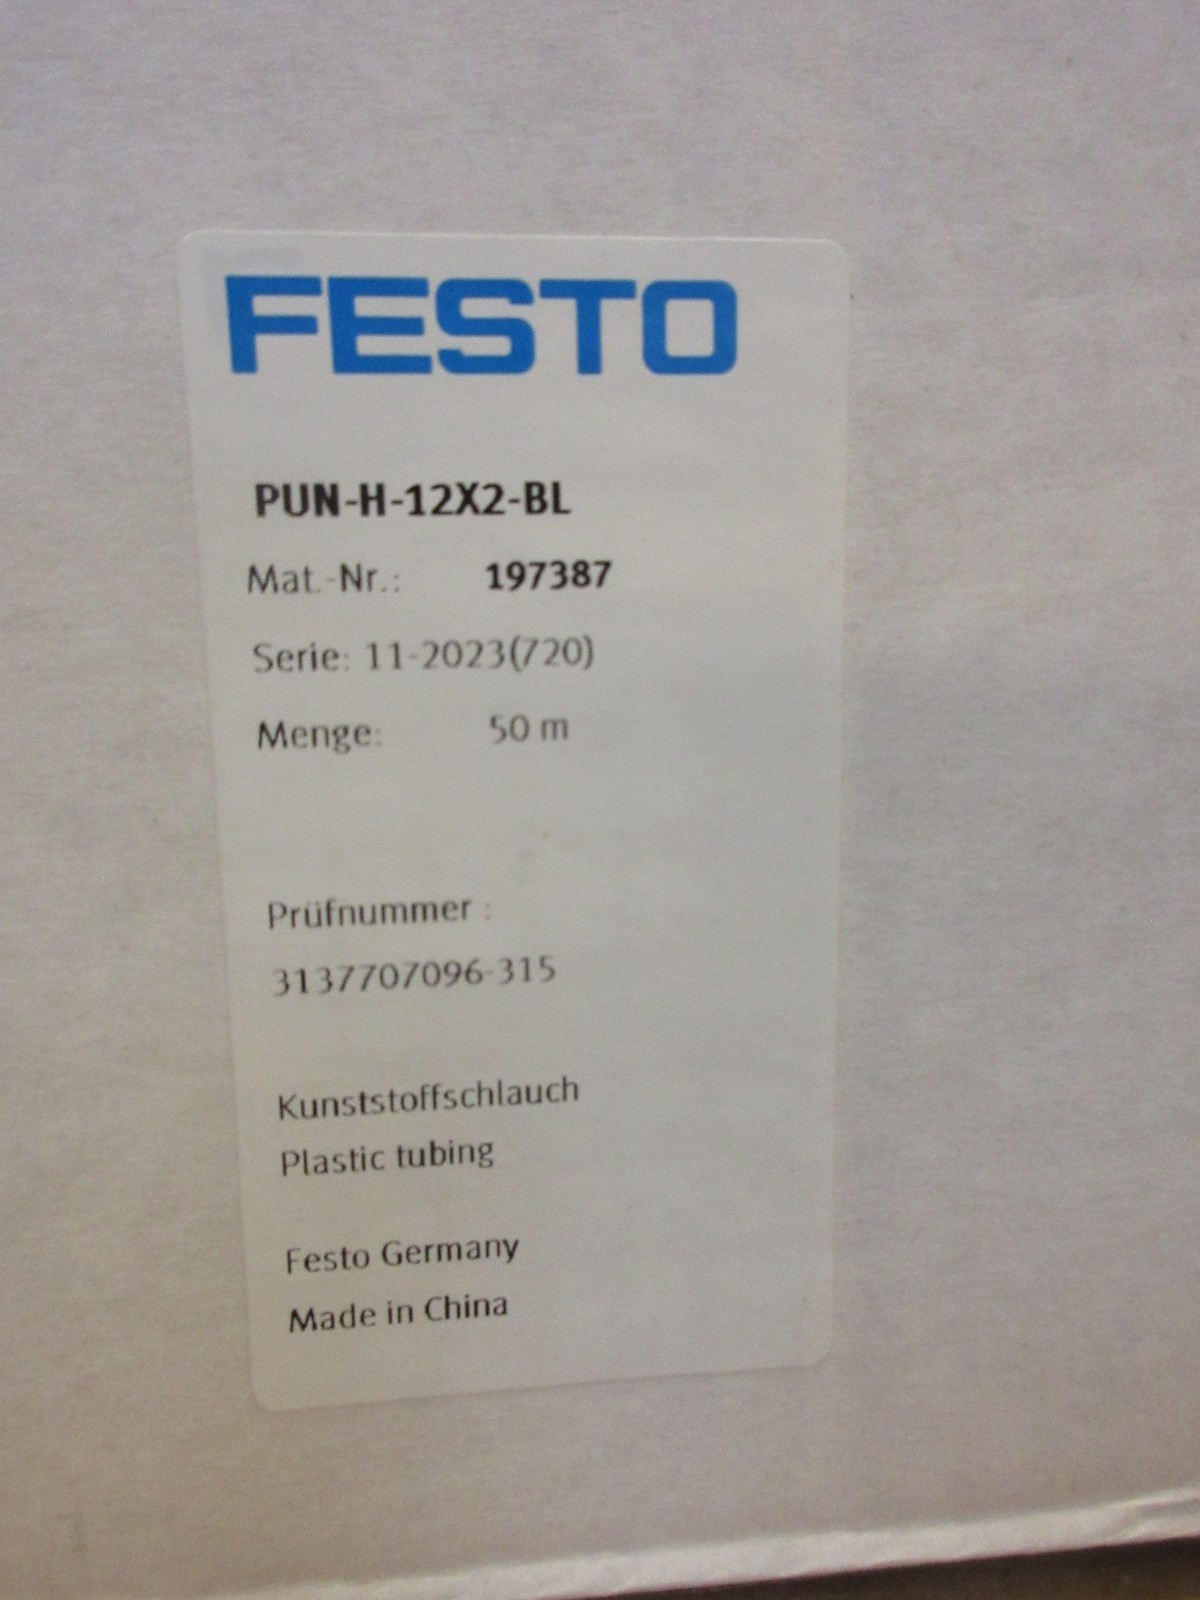 FESTO
PUN-H-12X2-BL
Mat.-Nr.: 197387
Serie: 11-2023(720)
Menge: 50 m
Prüfnummer :
3137707096-315
Kunststoffschlauch
Plastic tubing
Festo Germany
Made in China